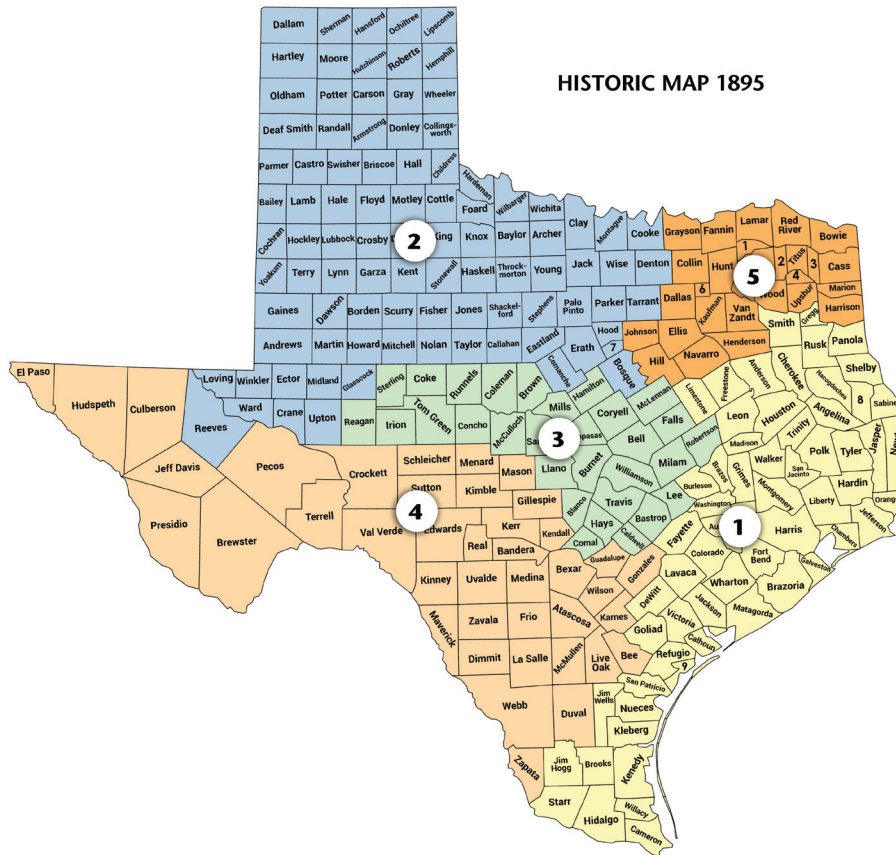 HISTORIC MAP 1895
Dallam Sherman Hansford Ochiltree Lipscomb
Hartley Moore Hutchinson Roberts Hemphill
Oldham Potter Carson Gray Wheeler
Deaf Smith Randall Armstrong Donley Collings-
worth
Parmer Castro Swisher Briscoe Hall Childress
Hardeman
Bailey Lamb Hale Floyd Motley Cottle
Foard Wilbarger Wichita
Clay Montague Cooke Grayson Fannin Lamar Red
River Bowie
Cochran Hockley Lubbock Crosby King Knox Baylor Archer
2
Yoakum Terry Lynn Garza Kent Stonewall Haskell Throck-
morton Young Jack Wise Denton Collin Hunt
1 2 Titus 3 Cass
5 4
Wood Upshur Marion
Harrison
Gaines Dawson Borden Scurry Fisher Jones Shackel-
ford Stephens Palo
Pinto Parker Tarrant Dallas 6 Kaufman Van
Zandt
Smith Gregg
Andrews Martin Howard Mitchell Nolan Taylor Callahan Eastland Erath Hood
7 Johnson Ellis Henderson Rusk Panola
Comanche Bosque Hill Navarro
El Paso
Loving Winkler Ector Midland Glasscock Sterling Coke Runnels Coleman Brown
Hamilton McLennan Limestone Freestone Anderson Cherokee Nacogdoches Shelby
Hudspeth Culberson Reeves Ward Crane Upton Reagan Irion Tom Green Concho McCulloch
Mills Coryell Falls Leon Houston Angelina 8 Sabine
3
Bell Robertson Madison Trinity Jasper
Jeff Davis Pecos Crockett Schleicher Menard Mason Llano Burnet Williamson Milam
Brazos Grimes Walker San
Jacinto Polk Tyler
Sutton Kimble Gillespie Blanco Travis Lee Burleson Washington Montgomery Liberty Hardin Orange
4
Presidio Brewster Terrell Val Verde Edwards Kerr Kendall Hays Bastrop Fayette
1
Harris Chambers Jefferson
Real Bandera Comal Caldwell Colorado Fort
Bend Galveston
Kinney Uvalde Medina Bexar Guadalupe Gonzales Lavaca Wharton Brazoria
Wilson DeWitt Jackson Matagorda
Maverick Zavala Frio Atascosa Karnes Victoria
Goliad Calhoun
Dimmit La Salle McMullen Live
Oak Bee Refugio
9
San Patricio
Webb Duval Jim
Wells Nueces
Kleberg
Zapata Jim
Hogg Brooks Kenedy
Starr Hidalgo Willacy
Cameron